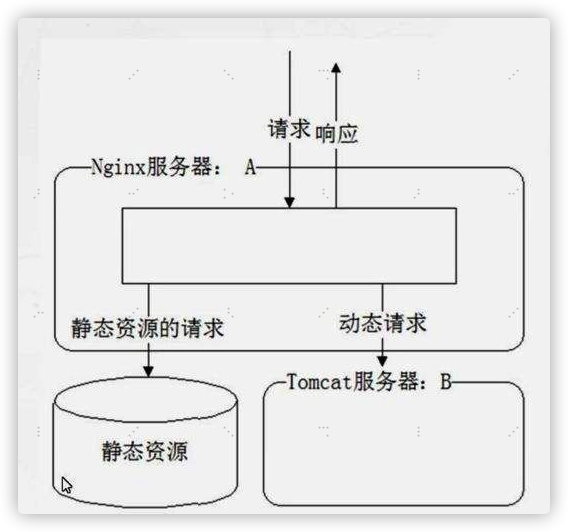 请求 响应
Nginx服务器： A
静态资源的请求
动态请求
Tomcat服务器：B
静态资源